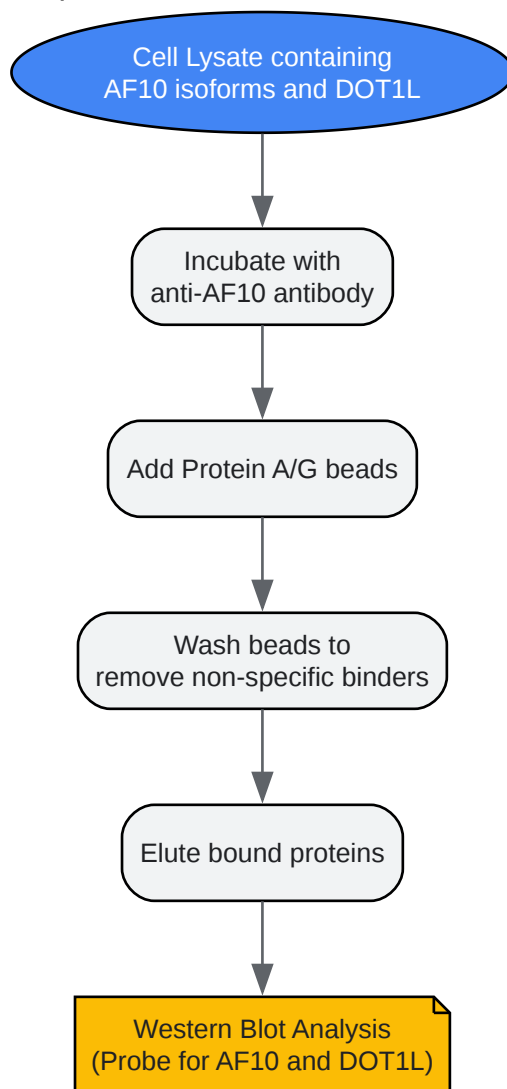 Cell Lysate containing
AF10 isoforms and DOT1L
Incubate with
anti-AF10 antibody
Add Protein A/G beads
Wash beads to
remove non-specific binders
Elute bound proteins
Western Blot Analysis
(Probe for AF10 and DOT1L)